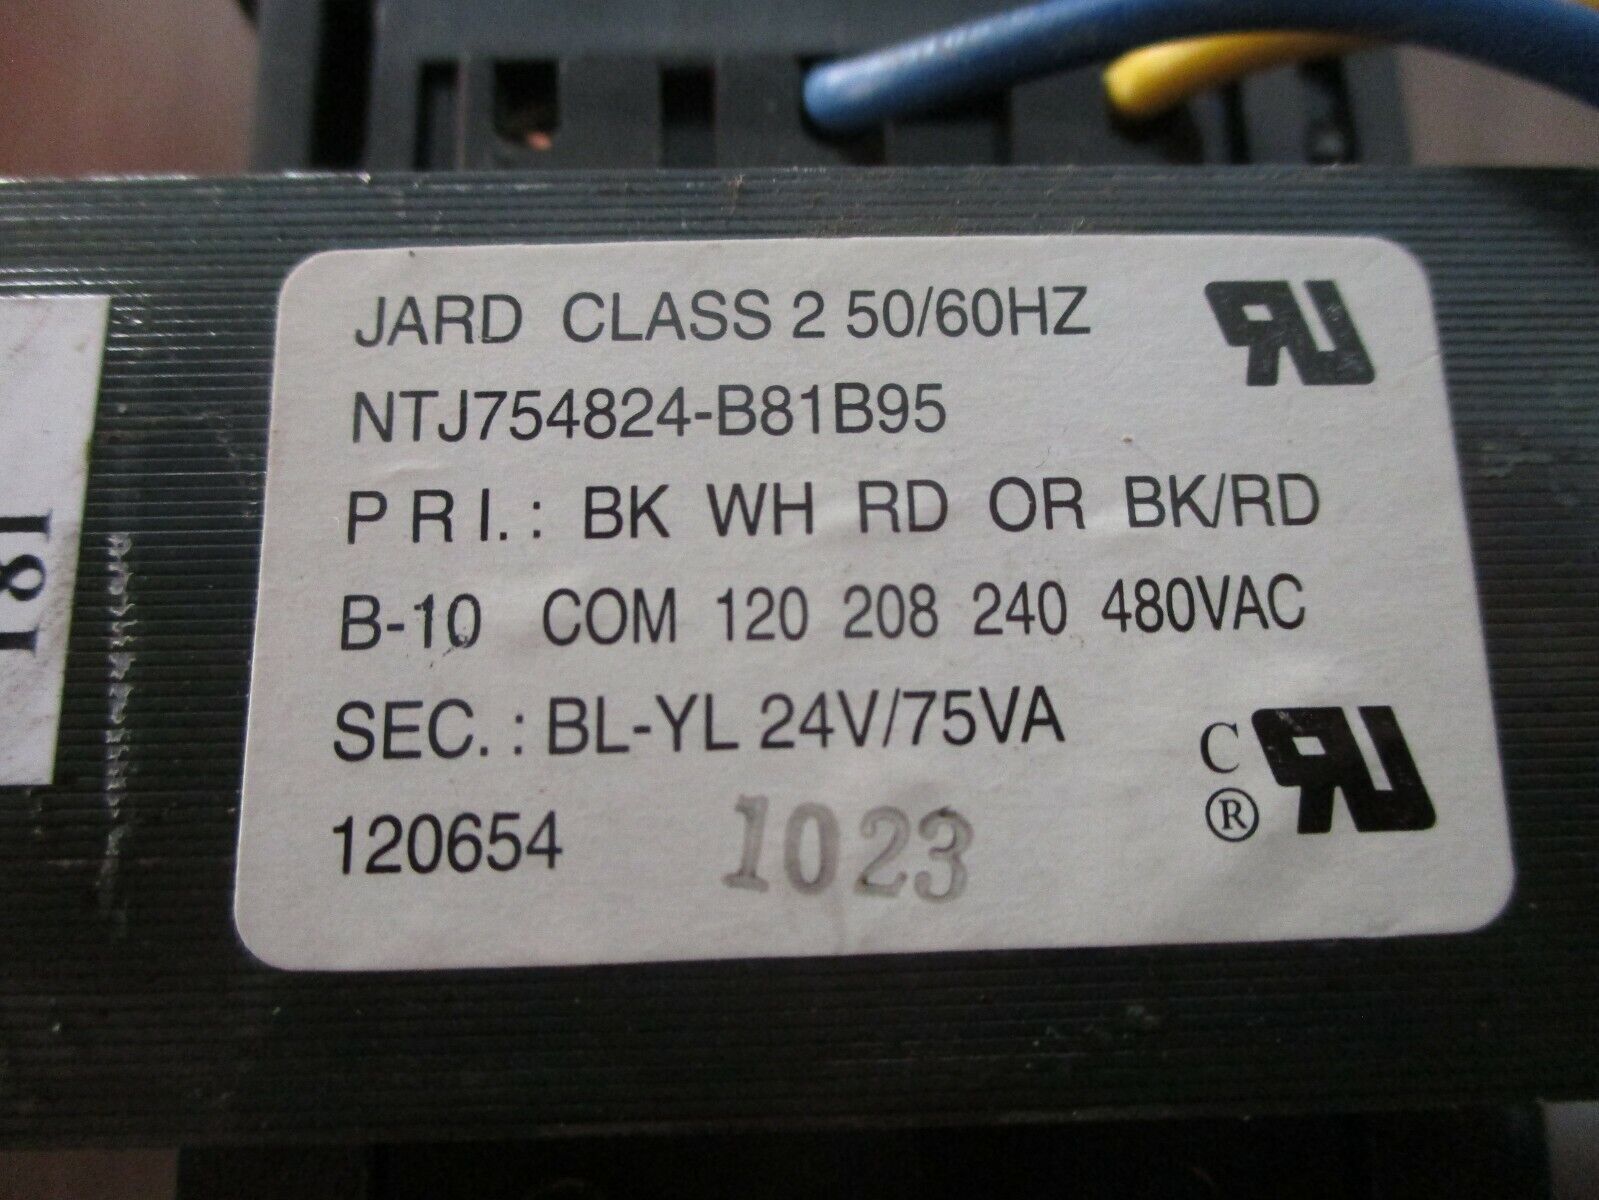 JARD CLASS 2 50/60HZ
NTJ754824-B81B95
PRI.: BK WH RD OR BK/RD
B-10 COM 120 208 240 480VAC
SEC.: BL-YL 24V/75VA
120654 1023
C
®
181